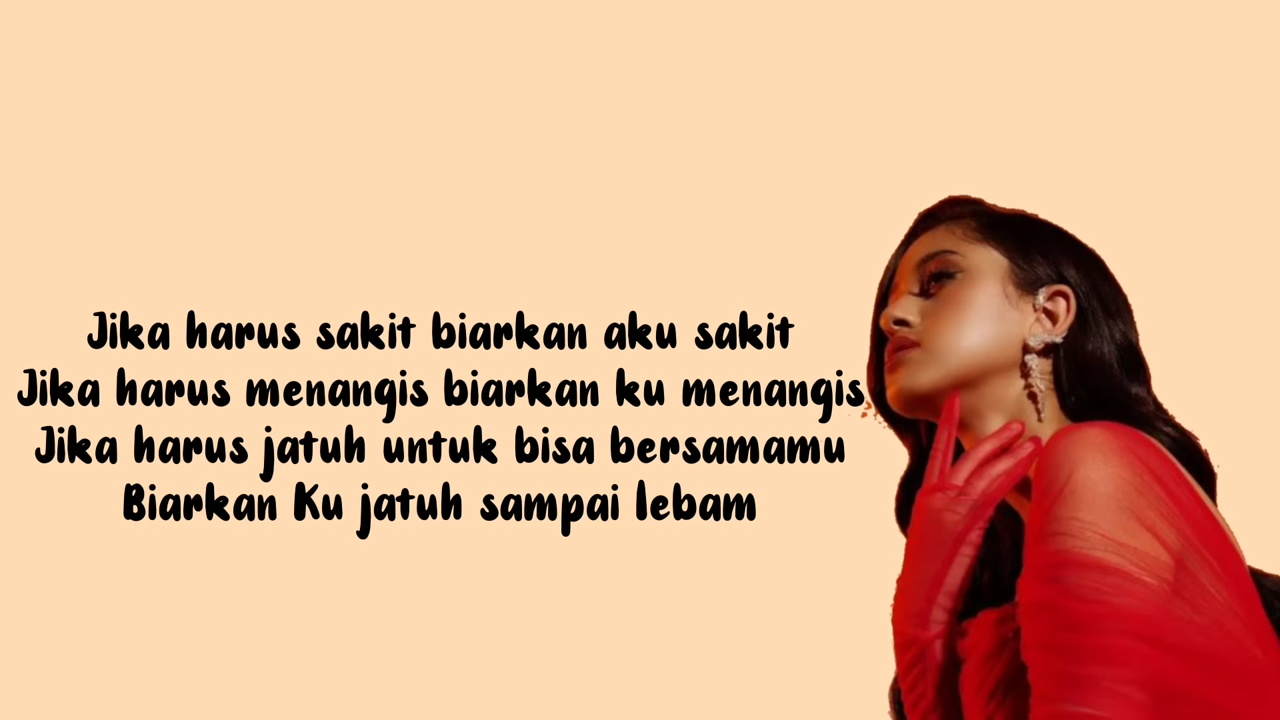 Jika harus sakit biarkan aku sakit
Jika harus menangis biarkan ku menangis
Jika harus jatuh untuk bisa bersamamu
Biarkan Ku jatuh sampai lebam